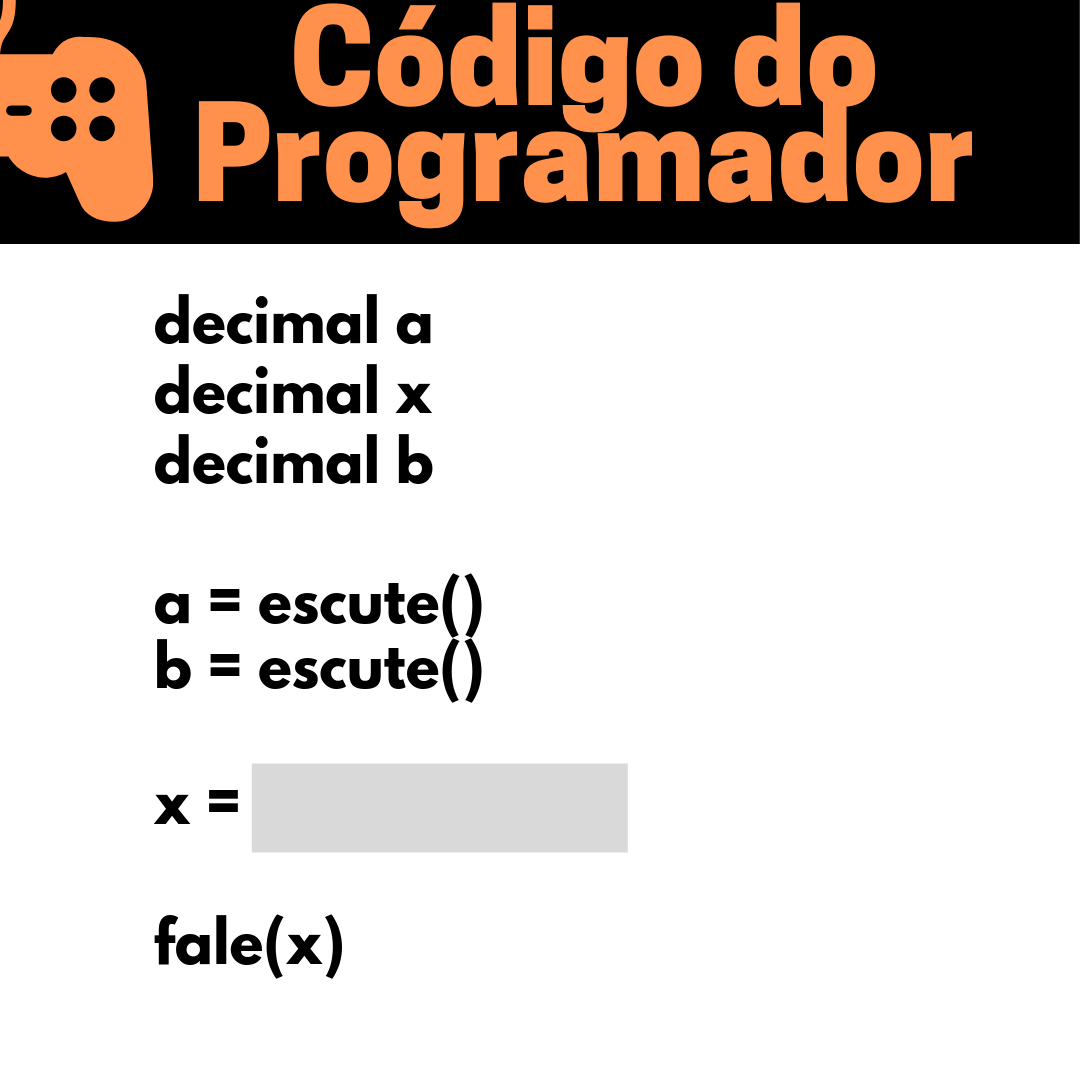 Código do
Programador
decimal a
decimal x
decimal b
a = escute()
b = escute()
x =
fale(x)